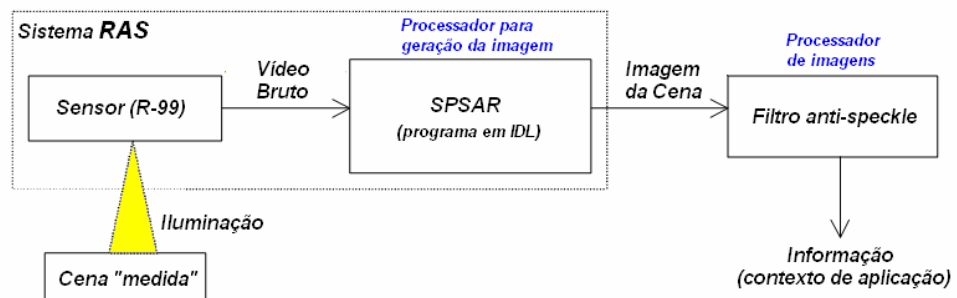 Sistema RAS
Processador para
geração da imagem
Processador
de imagens
Sensor (R-99)
Vídeo
Bruto
SPSAR
(programa em IDL)
Imagem
da Cena
Filtro anti-speckle
Iluminação
Cena "medida"
Informação
(contexto de aplicação)